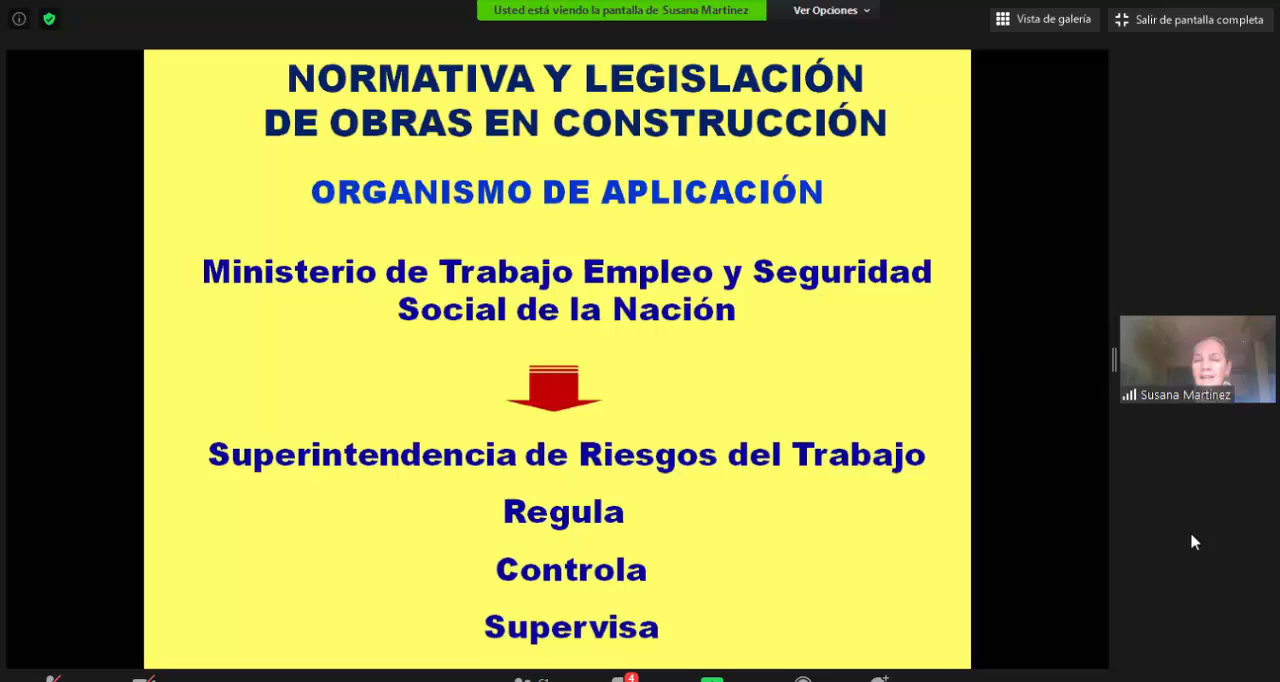 Usted está viendo la pantalla de Susana Martinez
Ver Opciones
Vista de galería
Salir de pantalla completa
NORMATIVA Y LEGISLACIÓN
DE OBRAS EN CONSTRUCCIÓN
ORGANISMO DE APLICACIÓN
Ministerio de Trabajo Empleo y Seguridad
Social de la Nación
Superintendencia de Riesgos del Trabajo
Regula
Controla
Supervisa
Susana Martinez
4